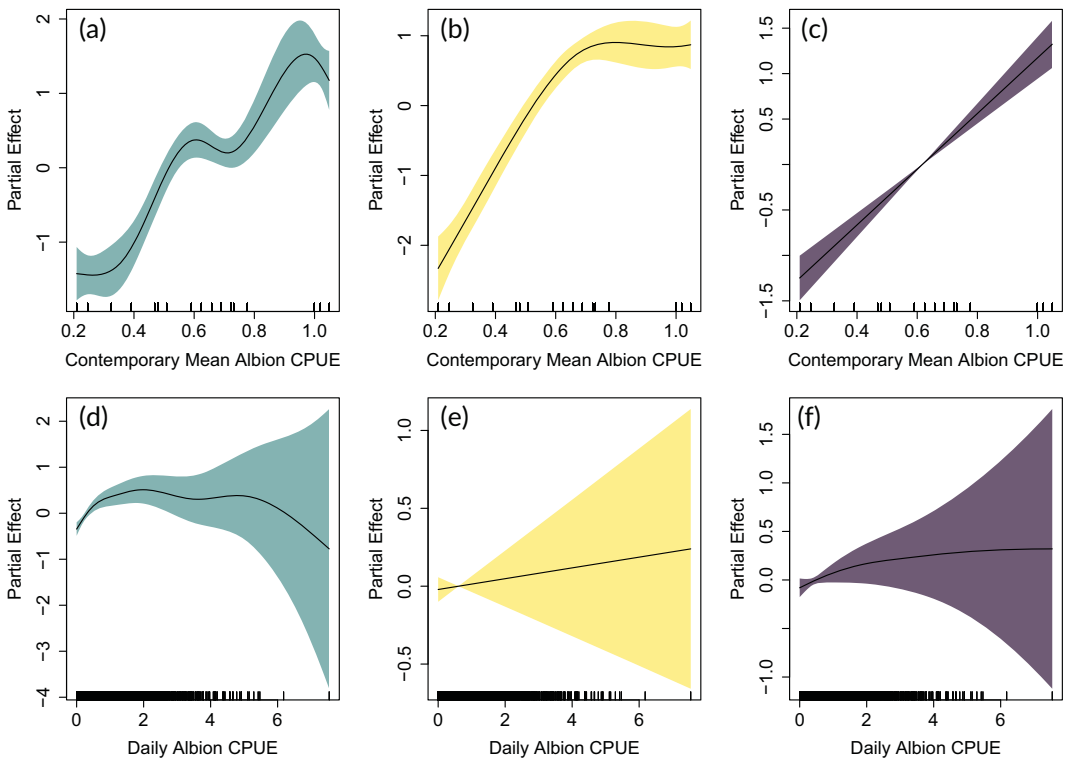 (a)
Partial Effect
2
1
0
−1
0.2 0.4 0.6 0.8 1.0
Contemporary Mean Albion CPUE
(b)
Partial Effect
1
0
−1
−2
0.2 0.4 0.6 0.8 1.0
Contemporary Mean Albion CPUE
(c)
Partial Effect
1.5
1.0
0.5
−0.5
−1.5
0.2 0.4 0.6 0.8 1.0
Contemporary Mean Albion CPUE
(d)
Partial Effect
2
1
0
−1
−2
−3
−4
0 2 4 6
Daily Albion CPUE
(e)
Partial Effect
1.0
0.5
0.0
−0.5
0 2 4 6
Daily Albion CPUE
(f)
Partial Effect
1.5
1.0
0.5
0.0
−1.0
0 2 4 6
Daily Albion CPUE